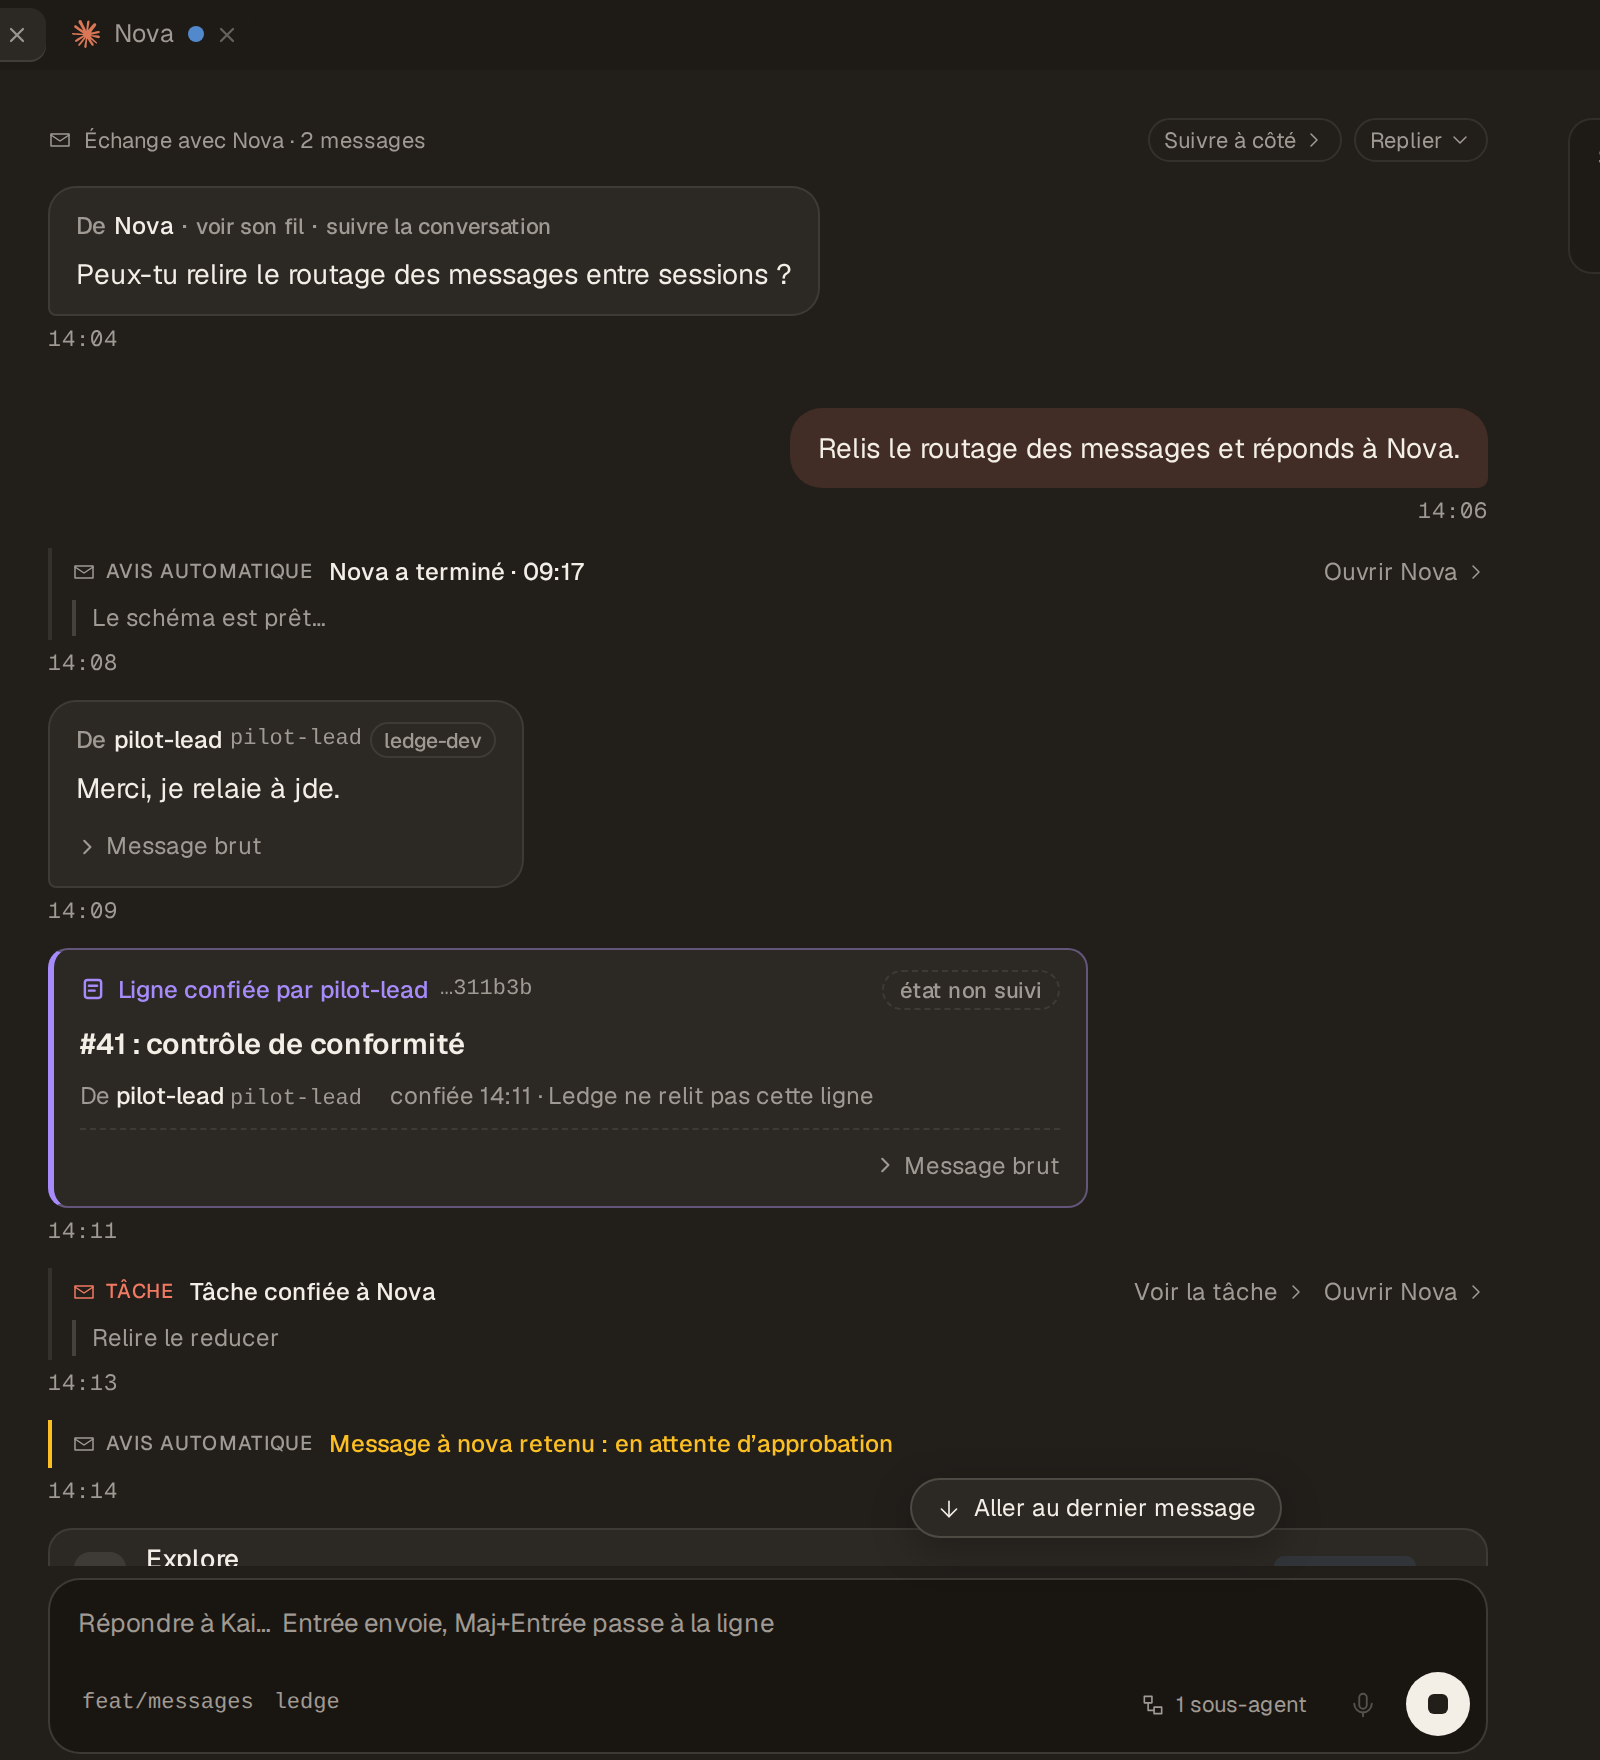 Nova
Échange avec Nova · 2 messages
Suivre à côté
Replier
De Nova · voir son fil · suivre la conversation
Peux-tu relire le routage des messages entre sessions ?
14:04
Relis le routage des messages et réponds à Nova.
14:06
AVIS AUTOMATIQUE Nova a terminé · 09:17
Ouvrir Nova
Le schéma est prêt…
14:08
De pilot-lead pilot-lead ledge-dev
Merci, je relaie à jde.
Message brut
14:09
Ligne confiée par pilot-lead …311b3b
état non suivi
#41 : contrôle de conformité
De pilot-lead pilot-lead confiée 14:11 · Ledge ne relit pas cette ligne
Message brut
14:11
TÂCHE Tâche confiée à Nova
Voir la tâche
Ouvrir Nova
Relire le reducer
14:13
AVIS AUTOMATIQUE Message à nova retenu : en attente d’approbation
14:14
Aller au dernier message
Explore
Répondre à Kai… Entrée envoie, Maj+Entrée passe à la ligne
feat/messages ledge
1 sous-agent